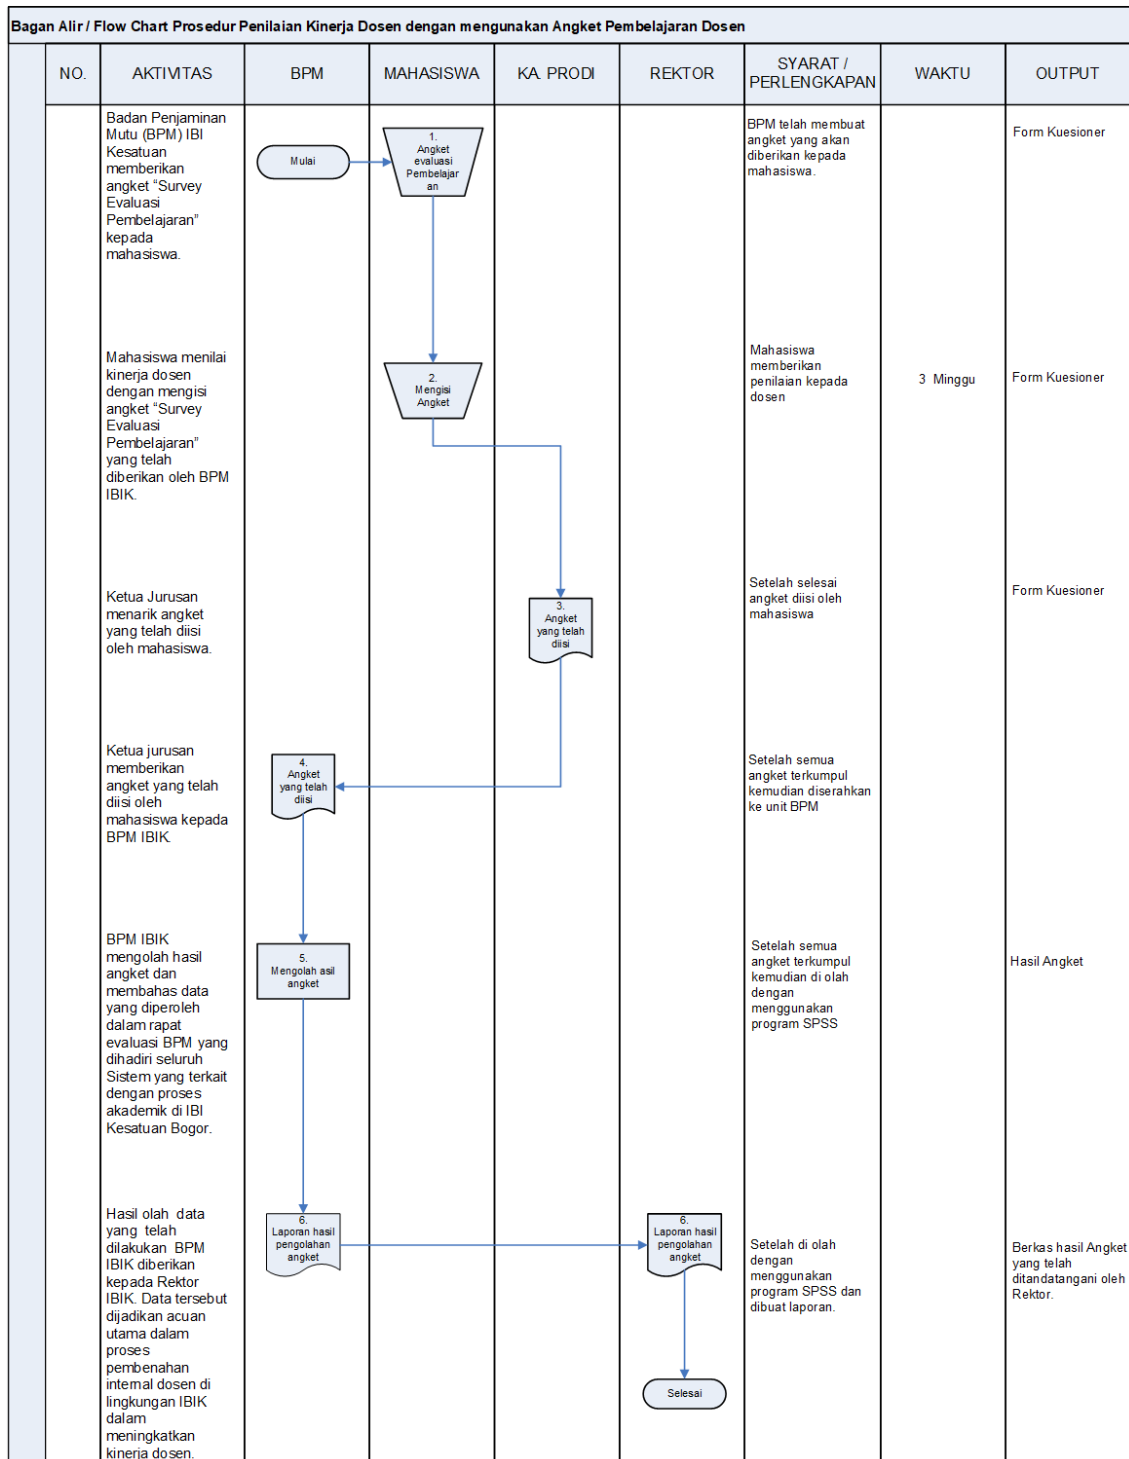 Bagan Alir / Flow Chart Prosedur Penilaian Kinerja Dosen dengan mengunakan Angket Pembelajaran Dosen
NO.
AKTIVITAS
BPM
MAHASISWA
KA. PRODI
REKTOR
SYARAT /
PERLENGKAPAN
WAKTU
OUTPUT
Badan Penjaminan
Mutu (BPM) IBI
Kesatuan
memberikan
angket “Survey
Evaluasi
Pembelajaran”
kepada
mahasiswa.
Mulai
1.
Angket
evaluasi
Pembelajar
an
BPM telah membuat
angket yang akan
diberikan kepada
mahasiswa.
Form Kuesioner
Mahasiswa menilai
kinerja dosen
dengan mengisi
angket “Survey
Evaluasi
Pembelajaran”
yang telah
diberikan oleh BPM
IBIK.
2.
Mengisi
Angket
Mahasiswa
memberikan
penilaian kepada
dosen
3 Minggu
Form Kuesioner
Ketua Jurusan
menarik angket
yang telah diisi
oleh mahasiswa.
3.
Angket
yang telah
diisi
Setelah selesai
angket diisi oleh
mahasiswa
Form Kuesioner
Ketua jurusan
memberikan
angket yang telah
diisi oleh
mahasiswa kepada
BPM IBIK.
4.
Angket
yang telah
diisi
Setelah semua
angket terkumpul
kemudian diserahkan
ke unit BPM
BPM IBIK
mengolah hasil
angket dan
membahas data
yang diperoleh
dalam rapat
evaluasi BPM yang
dihadiri seluruh
Sistem yang terkait
dengan proses
akademik di IBI
Kesatuan Bogor.
5.
Mengolah asil
angket
Setelah semua
angket terkumpul
kemudian di olah
dengan
menggunakan
program SPSS
Hasil Angket
Hasil olah data
yang telah
dilakukan BPM
IBIK diberikan
kepada Rektor
IBIK. Data tersebut
dijadikan acuan
utama dalam
proses
pembenahan
internal dosen di
lingkungan IBIK
dalam
meningkatkan
kinerja dosen.
6.
Laporan hasil
pengolahan
angket
6.
Laporan hasil
pengolahan
angket
Setelah di olah
dengan
menggunakan
program SPSS dan
dibuat laporan.
Berkas hasil Angket
yang telah
ditandatangani oleh
Rektor.
Selesai